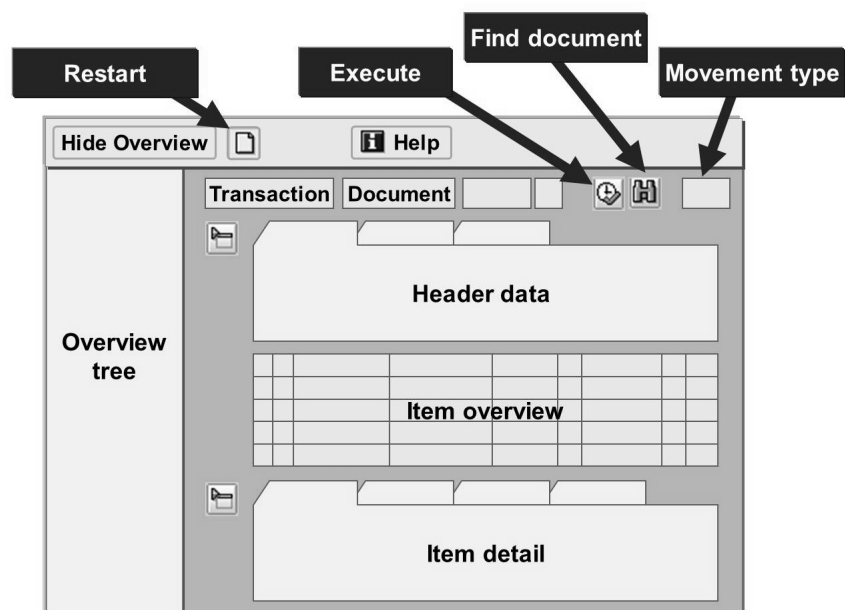 Find document
Restart
Execute
Movement type
Hide Overview
Help
Transaction
Document
Header data
Overview
tree
Item overview
Item detail